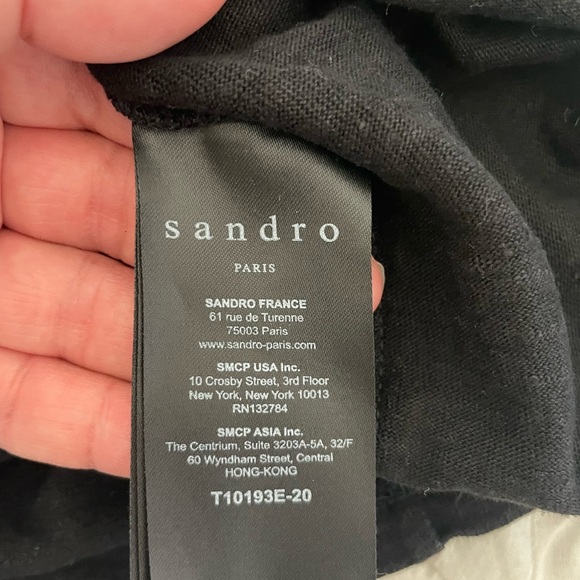 sandro
PARIS
SANDRO FRANCE
61 rue de Turenne
75003 Paris
www.sandro-paris.com
SMCP USA Inc.
10 Crosby Street, 3rd Floor
New York, New York 10013
RN132784
SMCP ASIA Inc.
The Centrium, Suite 3203A-5A, 32/F
60 Wyndham Street, Central
HONG-KONG
T10193E-20